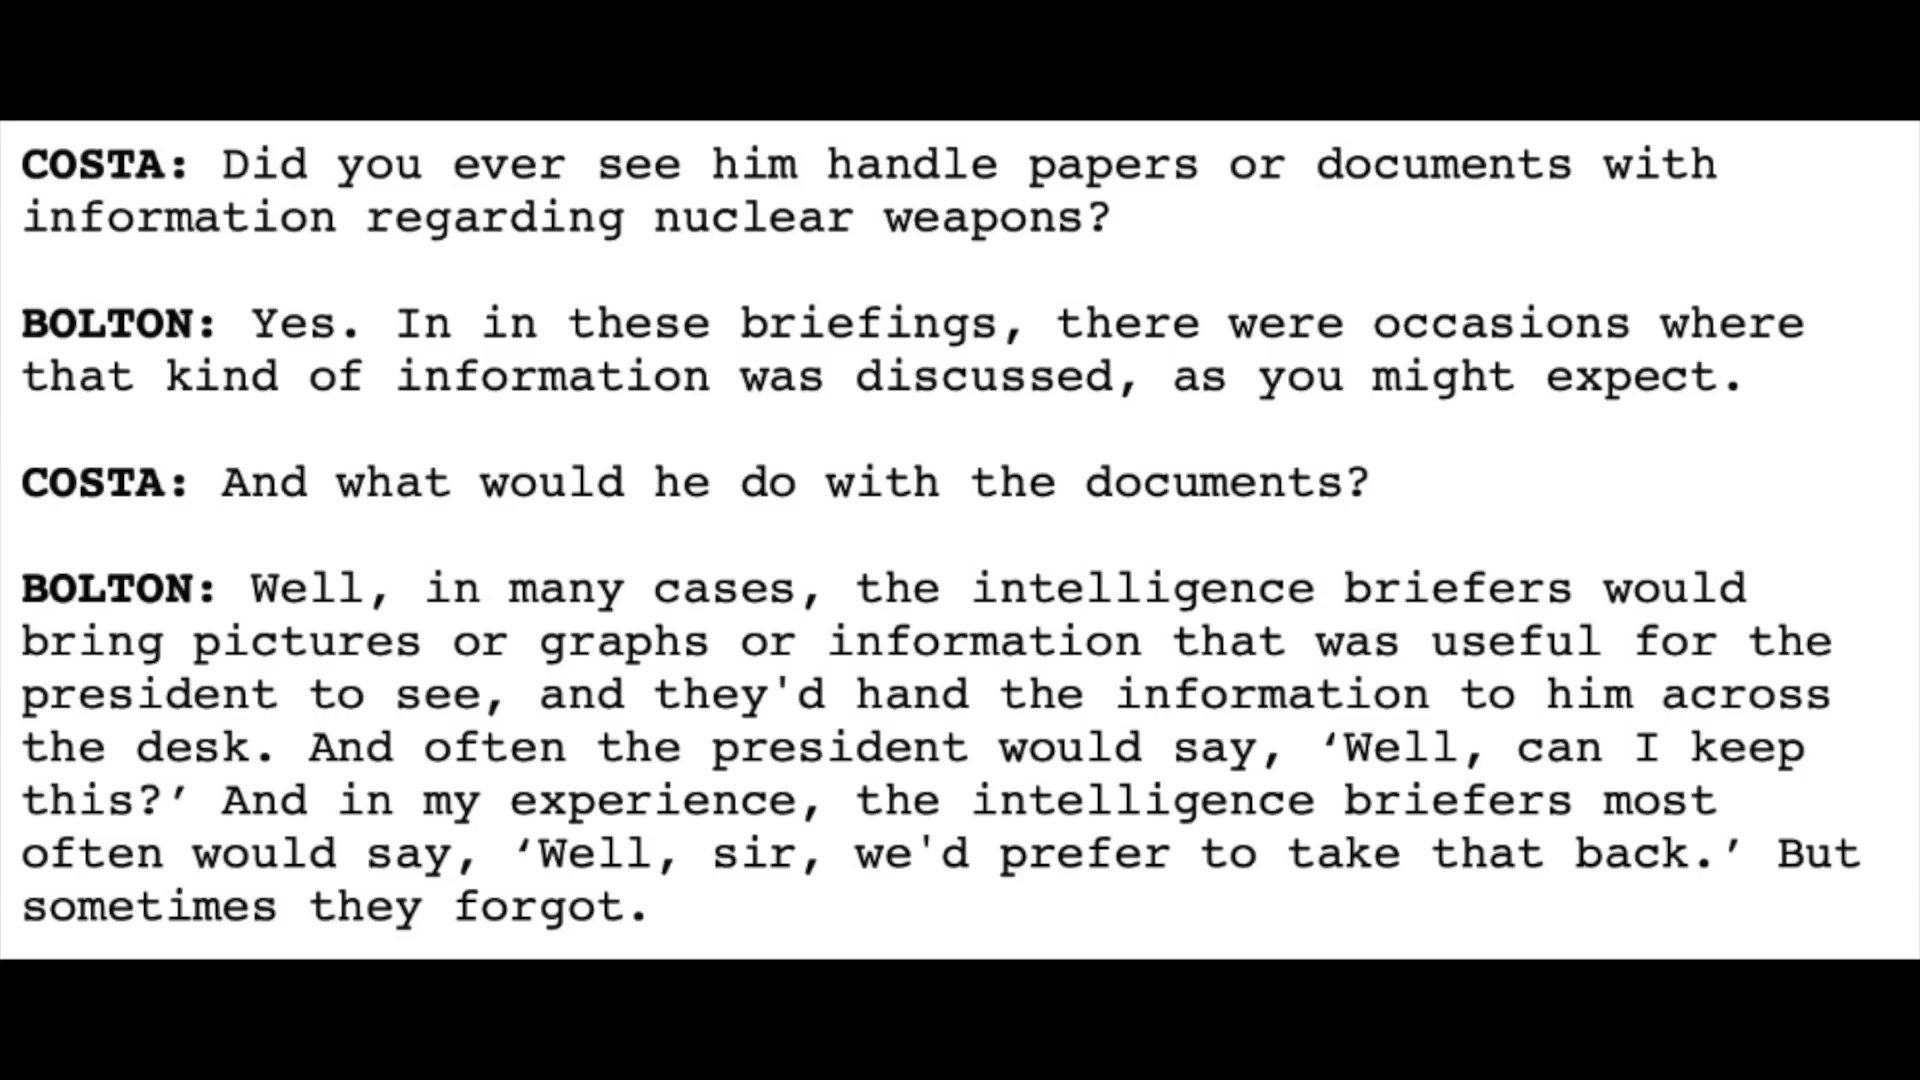 COSTA: Did you ever see him handle papers or documents with
information regarding nuclear weapons?
BOLTON: Yes. In in these briefings, there were occasions where
that kind of information was discussed, as you might expect.
COSTA: And what would he do with the documents?
BOLTON: Well, in many cases, the intelligence briefers would
bring pictures or graphs or information that was useful for the
president to see, and they'd hand the information to him across
the desk. And often the president would say, ‘Well, can I keep
this?’ And in my experience, the intelligence briefers most
often would say, ‘Well, sir, we'd prefer to take that back.’ But
sometimes they forgot.